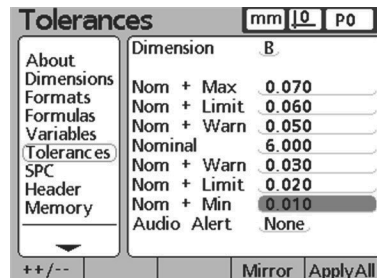 Tolerances mm 0 P0
About
Dimensions
Formats
Formulas
Variables
Tolerances
SPC
Header
Memory
Dimension B
Nom + Max 0.070
Nom + Limit 0.060
Nom + Warn 0.050
Nominal 6.000
Nom + Warn 0.030
Nom + Limit 0.020
Nom + Min 0.010
Audio Alert None
++/-- Mirror ApplyAll